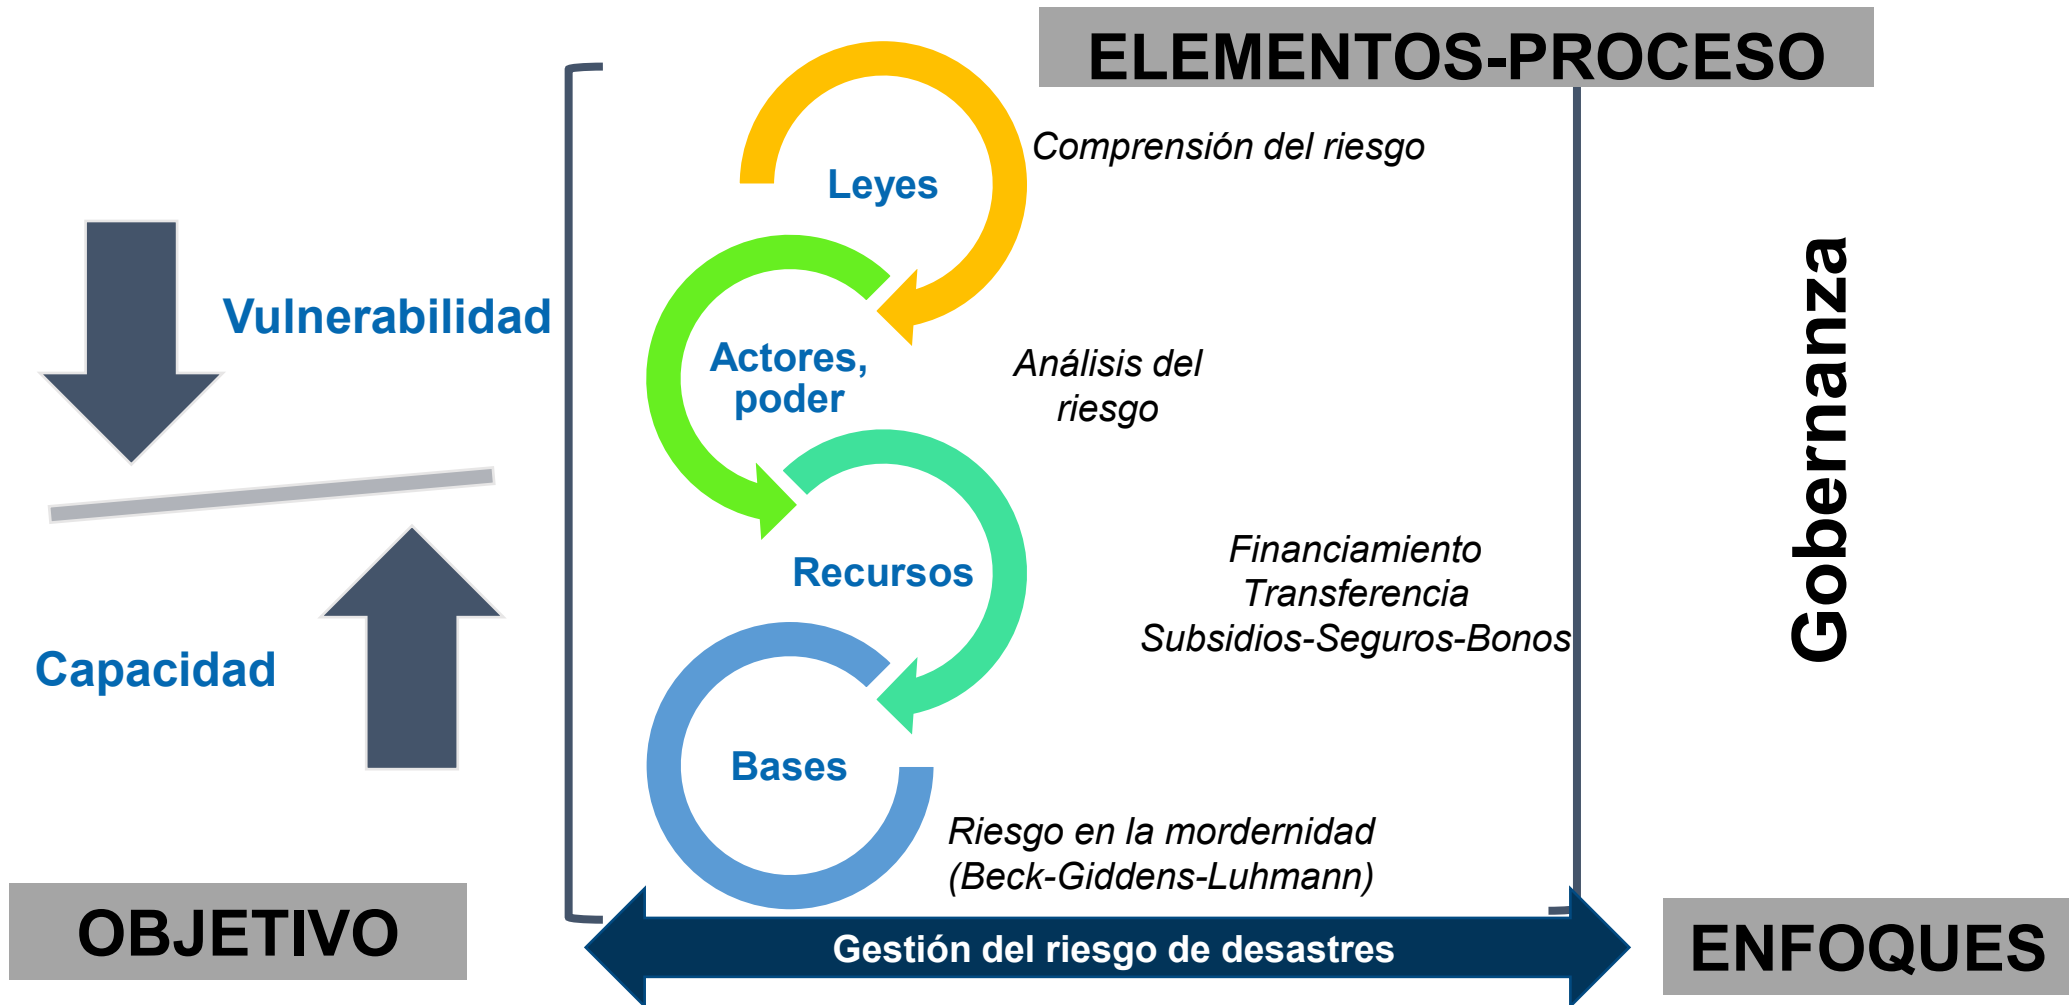 ELEMENTOS-PROCESO
Comprensión del riesgo
Leyes
Vulnerabilidad
Actores,
poder
Análisis del
riesgo
Recursos
Financiamiento
Transferencia
Subsidios-Seguros-Bonos
Gobernanza
Capacidad
Bases
Riesgo en la mordernidad
(Beck-Giddens-Luhmann)
OBJETIVO
Gestión del riesgo de desastres
ENFOQUES